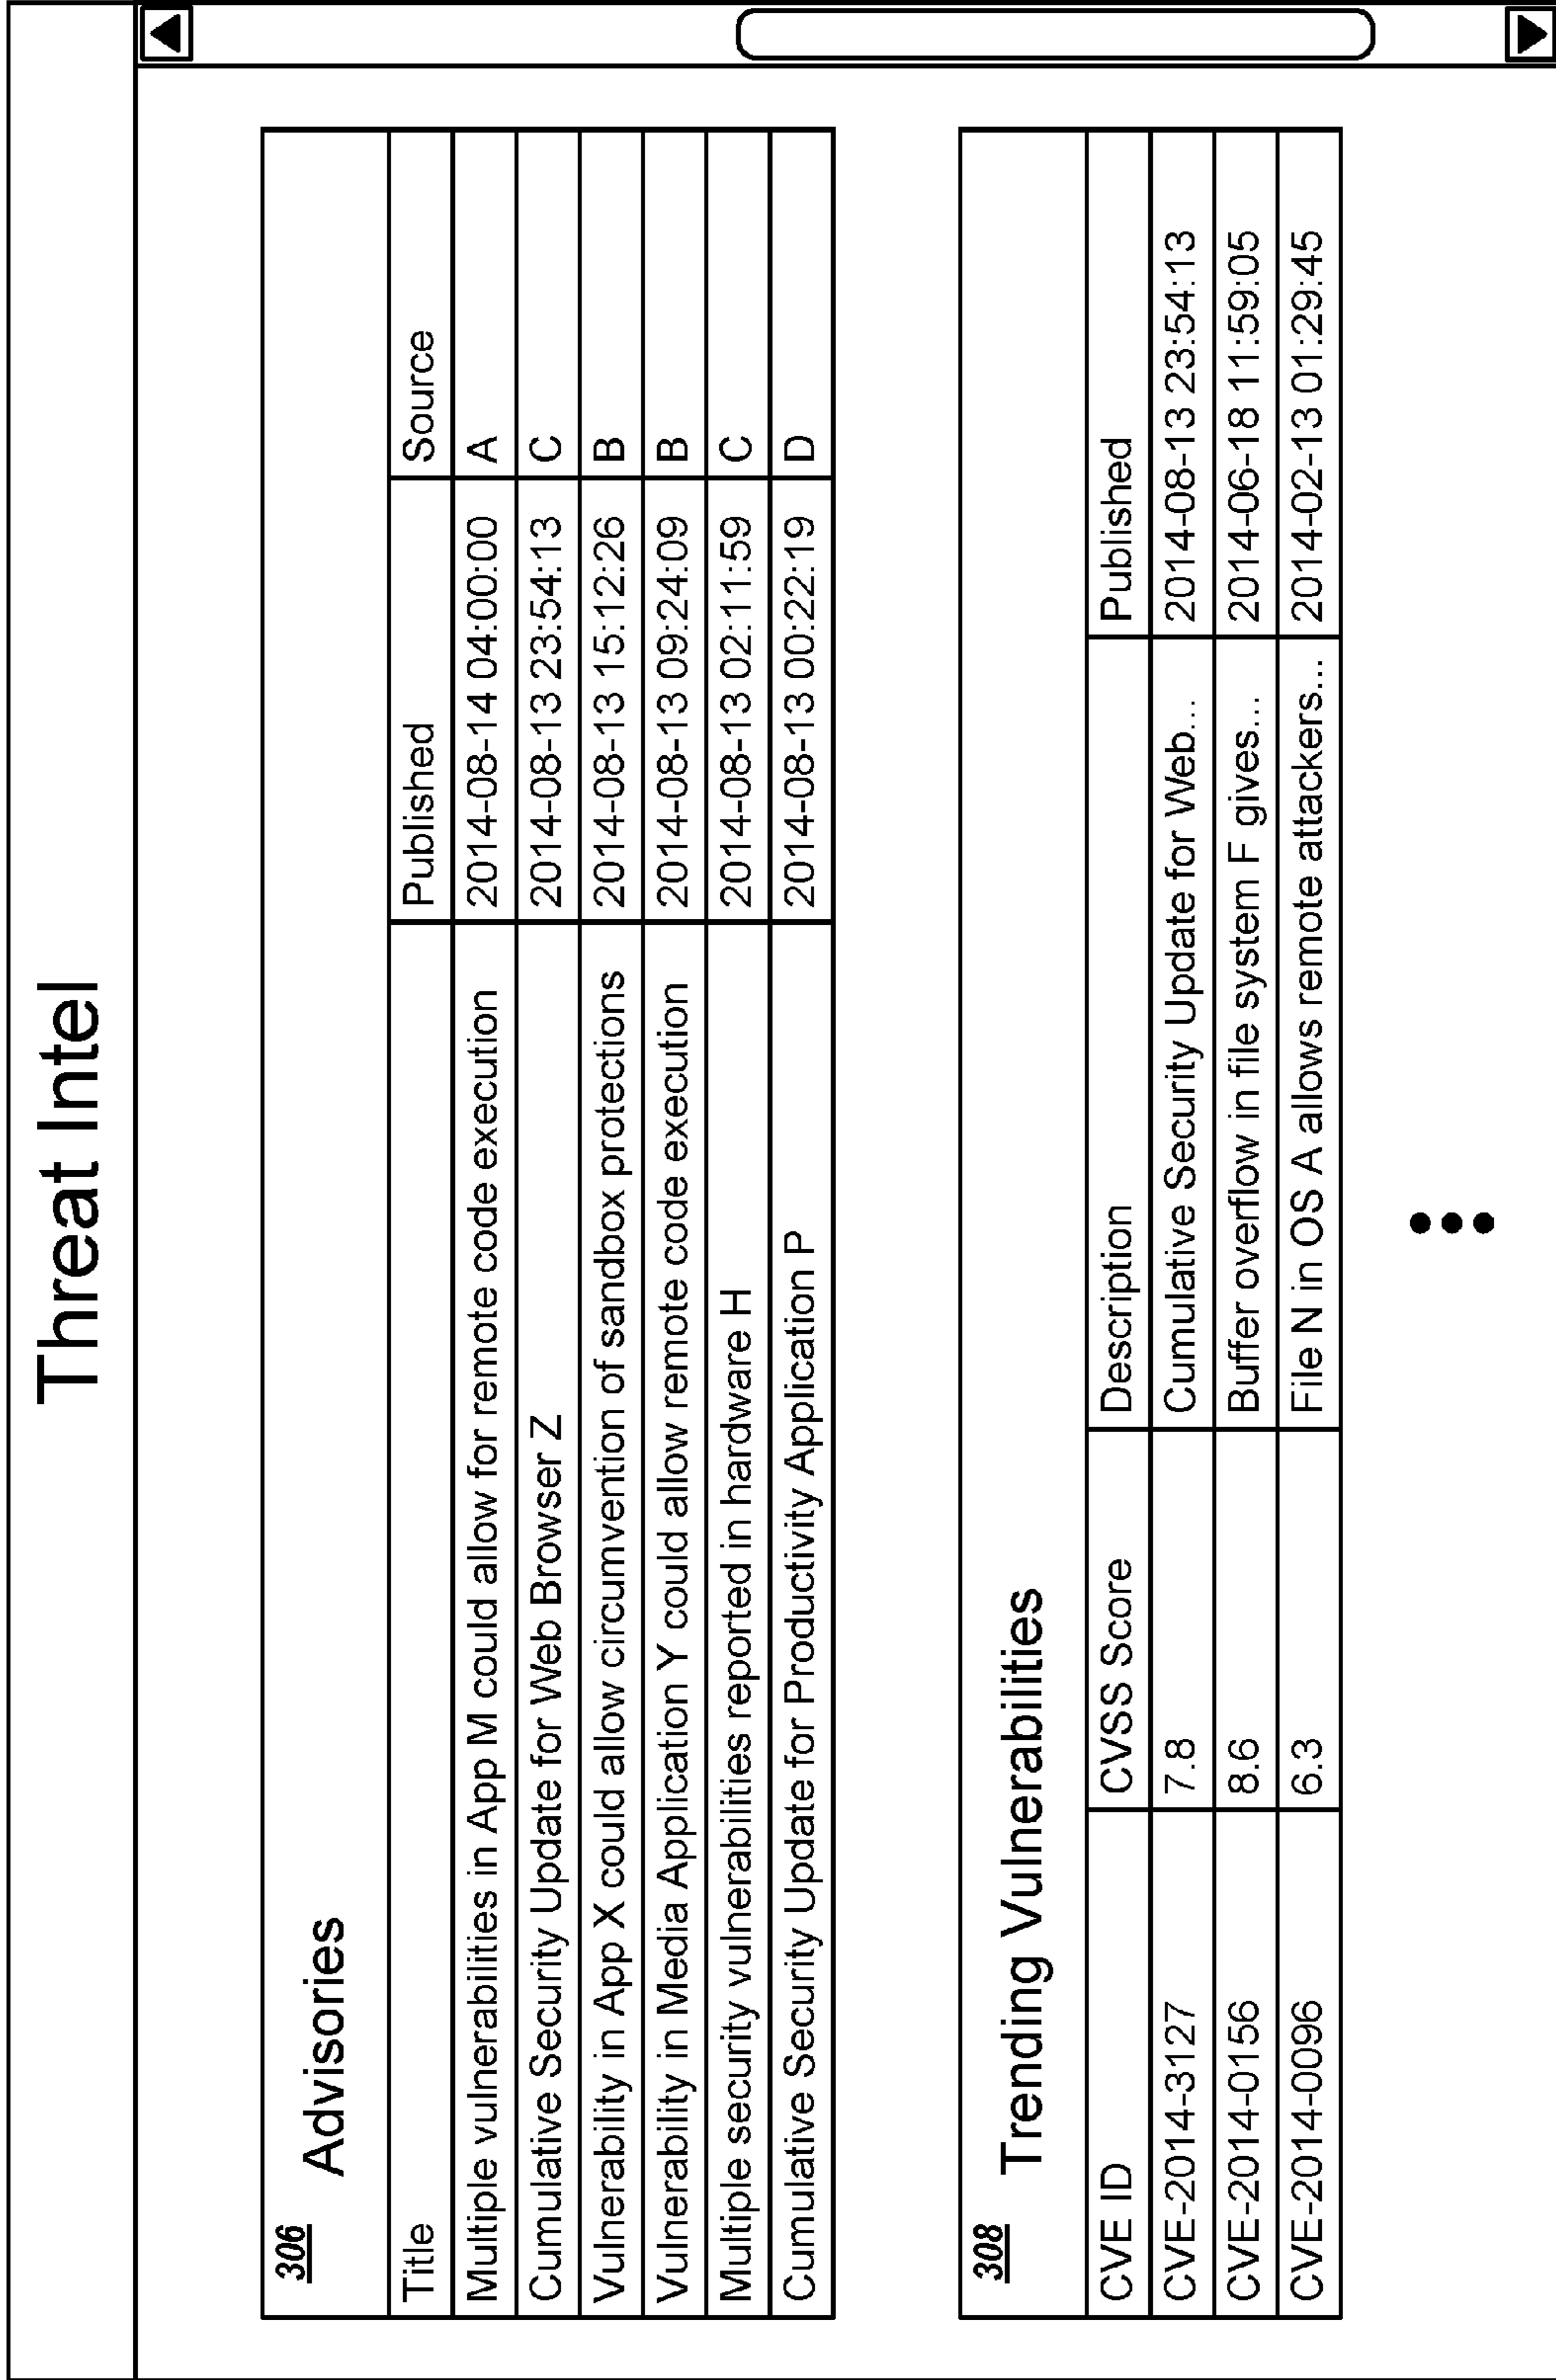 Threat Intel
306
Advisories
Title Published Source
Multiple vulnerabilities in App M could allow for remote code execution 2014-08-14 04:00:00 A
Cumulative Security Update for Web Browser Z 2014-08-13 23:54:13 C
Vulnerability in App X could allow circumvention of sandbox protections 2014-08-13 15:12:26 B
Vulnerability in Media Application Y could allow remote code execution 2014-08-13 09:24:09 B
Multiple security vulnerabilities reported in hardware H 2014-08-13 02:11:59 C
Cumulative Security Update for Productivity Application P 2014-08-13 00:22:19 D
308
Trending Vulnerabilities
CVE ID CVSS Score Description Published
CVE-2014-3127 7.8 Cumulative Security Update for Web... 2014-08-13 23:54:13
CVE-2014-0156 8.6 Buffer overflow in file system F gives... 2014-06-18 11:59:05
CVE-2014-0096 6.3 File N in OS A allows remote attackers... 2014-02-13 01:29:45